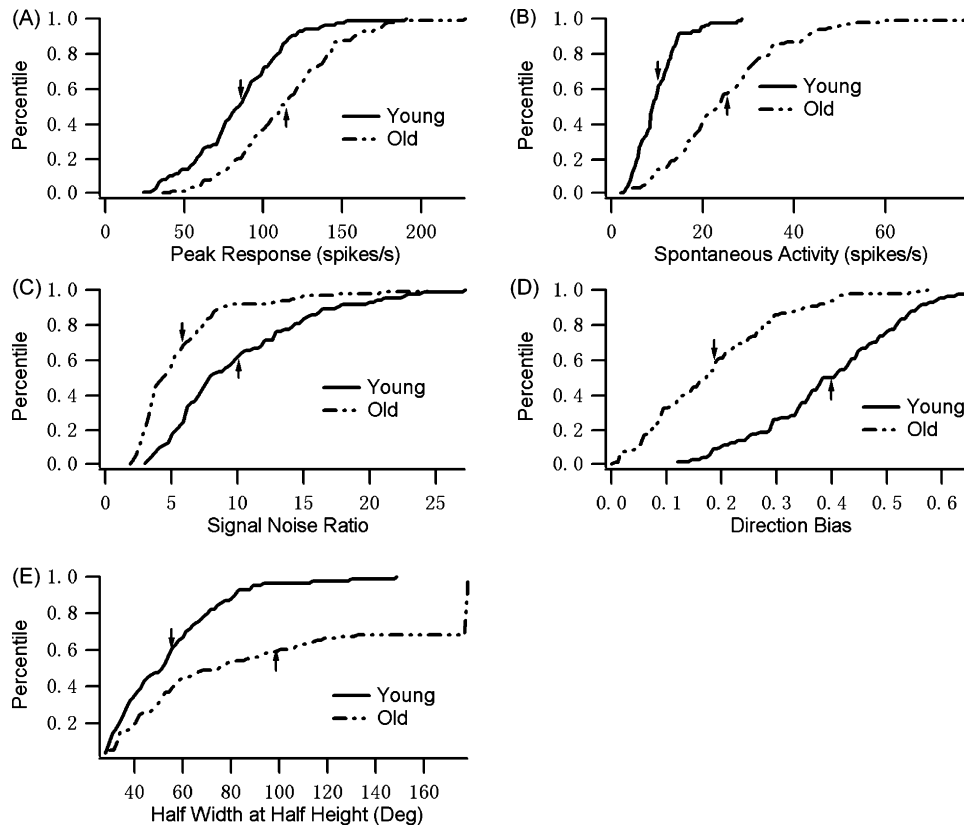 (A)
1.0
0.8
0.6
0.4
0.2
0.0
Percentile
Young
Old
0 50 100 150 200
Peak Response (spikes/s)
(B)
1.0
0.8
0.6
0.4
0.2
0.0
Percentile
Young
Old
0 20 40 60
Spontaneous Activity (spikes/s)
(C)
1.0
0.8
0.6
0.4
0.2
0.0
Percentile
Young
Old
0 5 10 15 20 25
Signal Noise Ratio
(D)
1.0
0.8
0.6
0.4
0.2
0.0
Percentile
Young
Old
0.0 0.1 0.2 0.3 0.4 0.5 0.6
Direction Bias
(E)
1.0
0.8
0.6
0.4
0.2
Percentile
Young
Old
40 60 80 100 120 140 160
Half Width at Half Height (Deg)